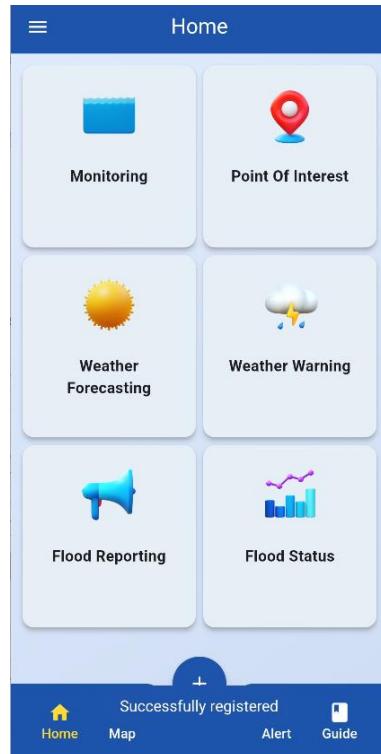 Home
Monitoring
Point Of Interest
Weather
Forecasting
Weather Warning
Flood Reporting
Flood Status
+
Successfully registered
Home
Map
Alert
Guide